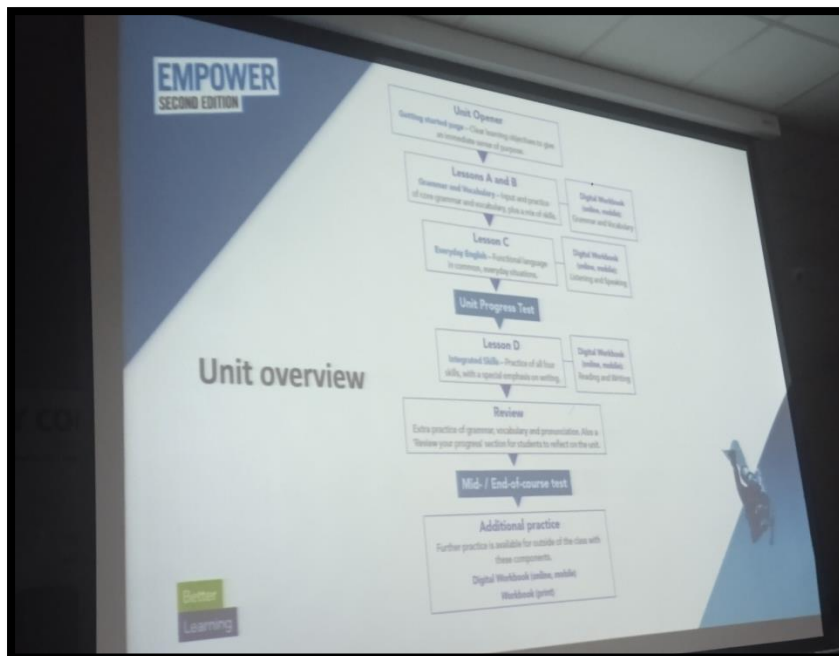 EMPOWER
SECOND EDITION
Unit Opener
Getting started page – Clear learning objectives to give
an immediate sense of purpose.
Lessons A and B
Grammar and Vocabulary – Input and practice
of core grammar and vocabulary, plus a mix of skills.
Digital Workbook
(online, mobile)
Grammar and Vocabulary
Lesson C
Everyday English – Functional language
in common, everyday situations.
Digital Workbook
(online, mobile)
Listening and Speaking
Unit Progress Test
Unit overview
Lesson D
Integrated Skills – Practice of all four
skills, with a special emphasis on writing.
Digital Workbook
(online, mobile)
Reading and Writing
Review
Extra practice of grammar, vocabulary and pronunciation. Also a
'Review your progress' section for students to reflect on the unit.
Mid- / End-of-course test
Additional practice
Further practice is available for outside of the class with
these components.
Digital Workbook (online, mobile)
Workbook (print)
Better
Learning